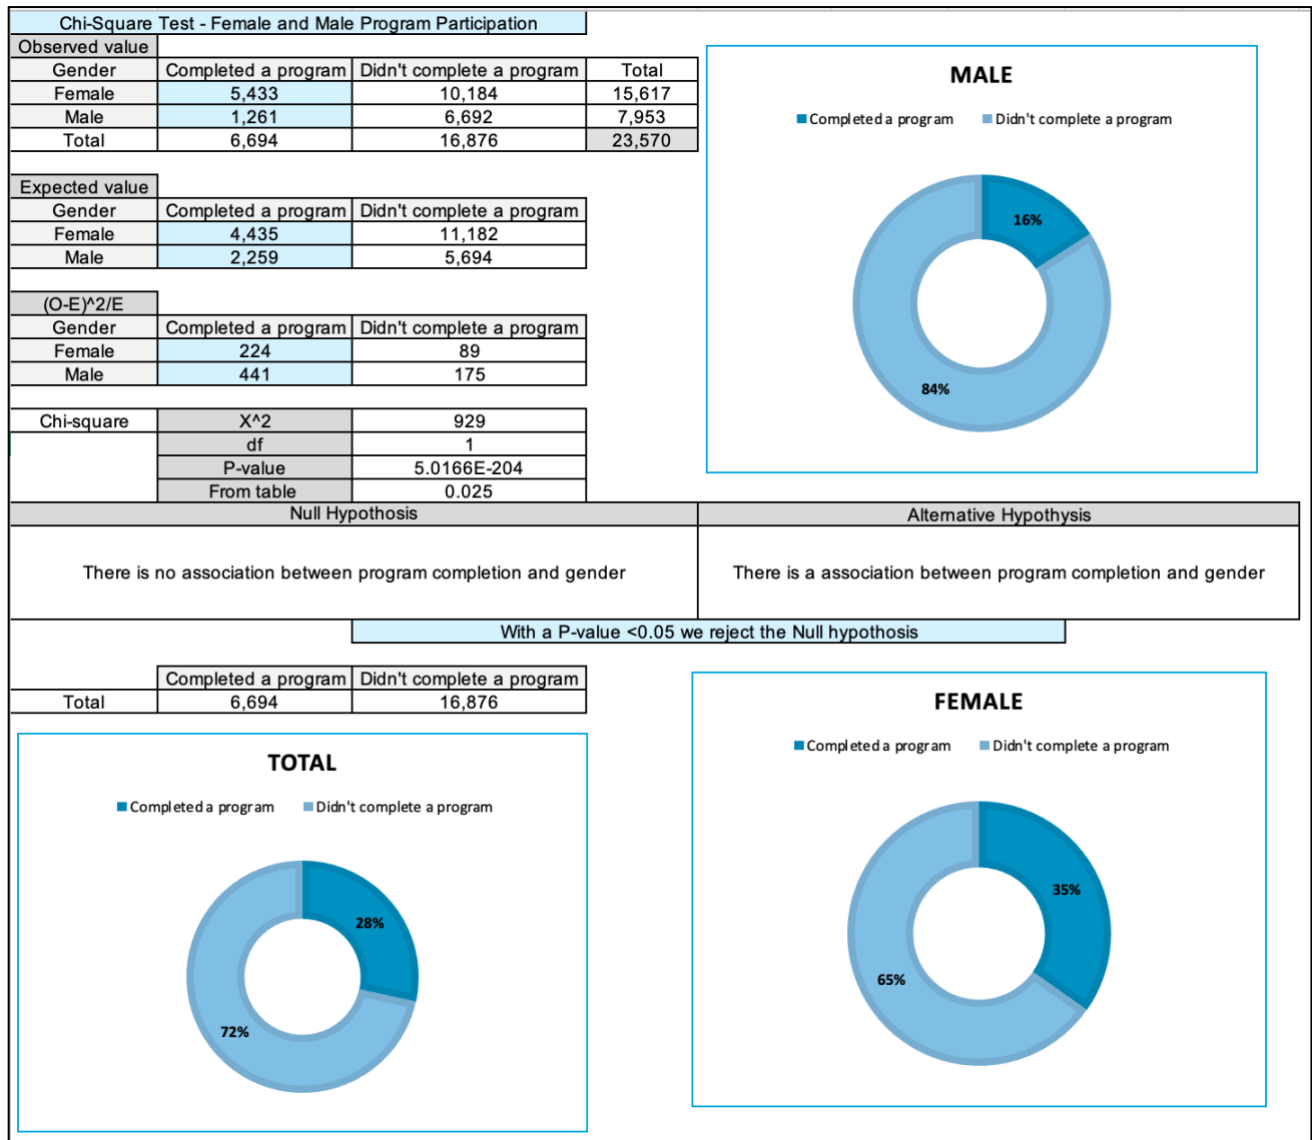 Chi-Square Test - Female and Male Program Participation
Observed value
Gender Completed a program Didn't complete a program Total
Female 5,433 10,184 15,617
Male 1,261 6,692 7,953
Total 6,694 16,876 23,570
Expected value
Gender Completed a program Didn't complete a program
Female 4,435 11,182
Male 2,259 5,694
(O-E)^2/E
Gender Completed a program Didn't complete a program
Female 224 89
Male 441 175
Chi-square X^2 929
df 1
P-value 5.0166E-204
From table 0.025
MALE
Completed a program Didn't complete a program
16%
84%
Null Hypothosis Alternative Hypothysis
There is no association between program completion and gender There is a association between program completion and gender
With a P-value <0.05 we reject the Null hypothesis
Completed a program Didn't complete a program
Total 6,694 16,876
TOTAL
Completed a program Didn't complete a program
28%
72%
FEMALE
Completed a program Didn't complete a program
35%
65%